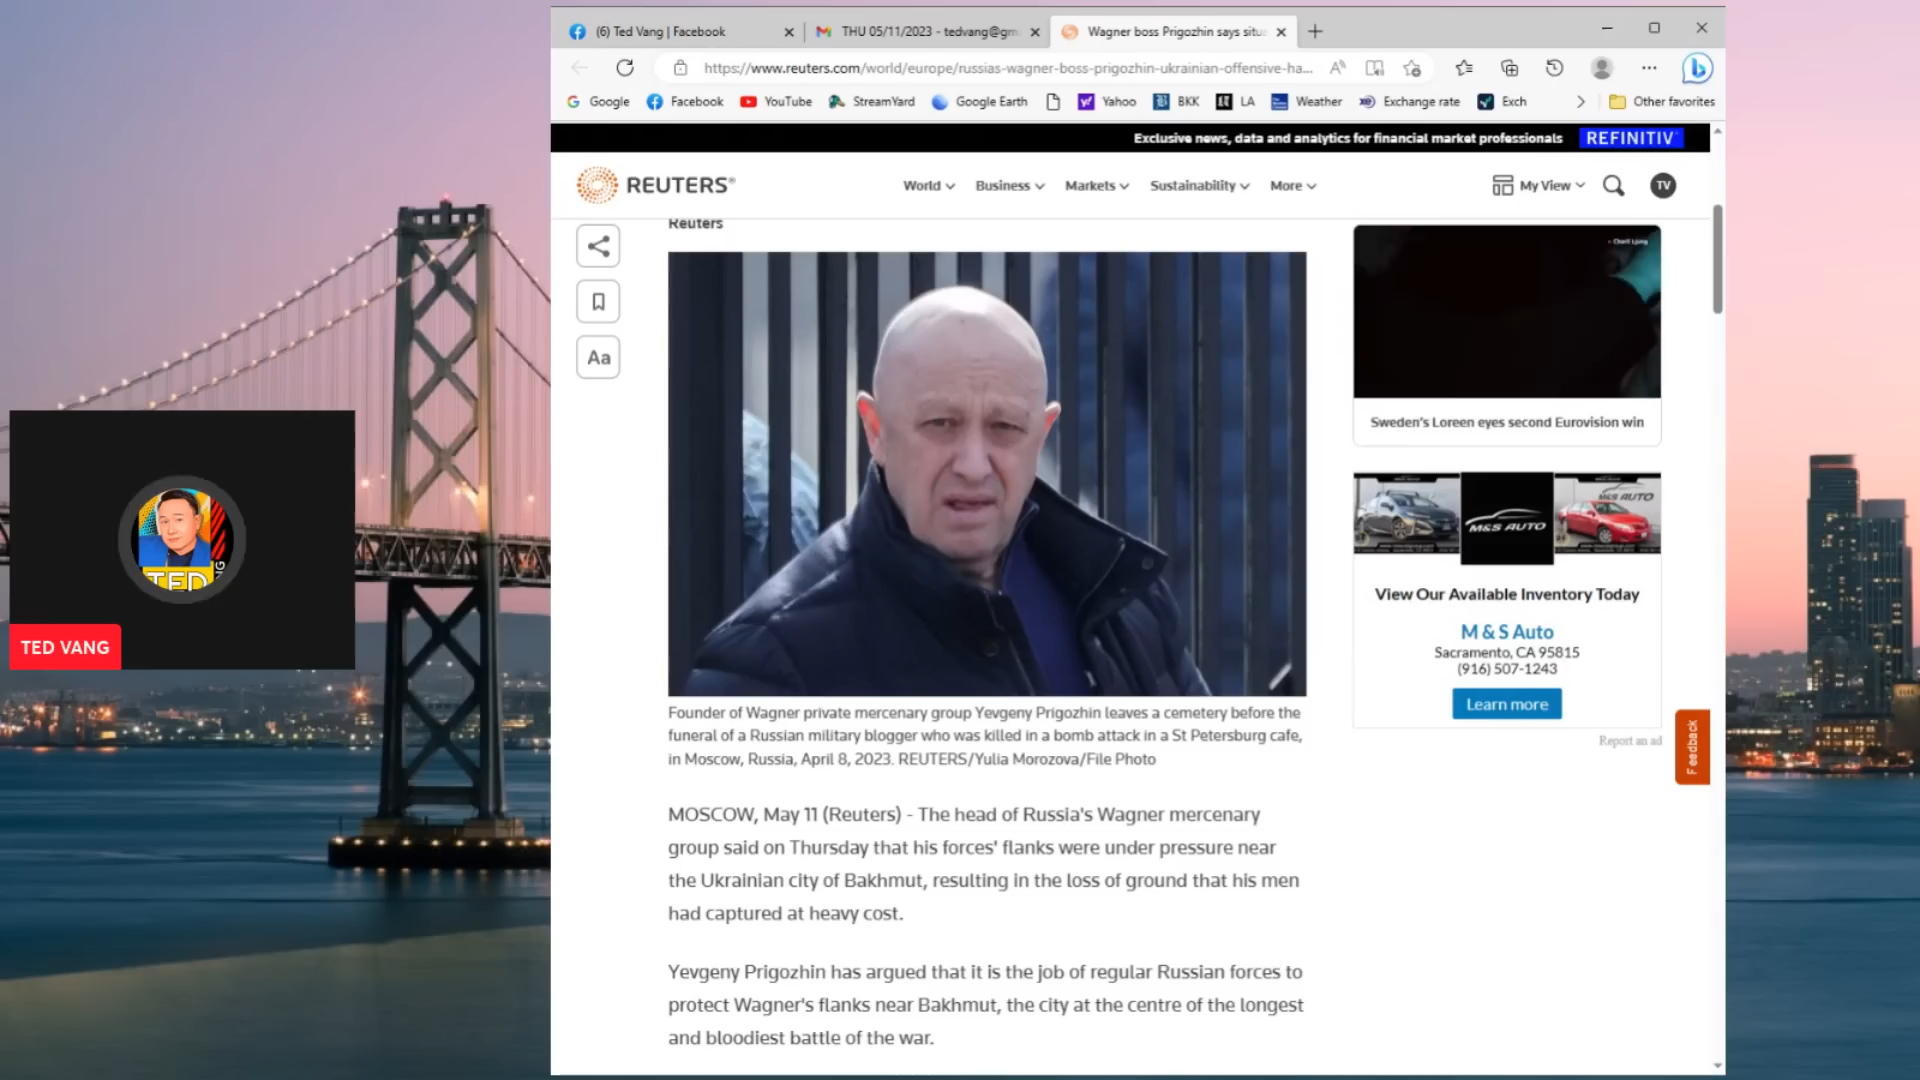 (6) Ted Vang | Facebook
THU 05/11/2023 - tedvang@gm
Wagner boss Prigozhin says situa
https://www.reuters.com/world/europe/russias-wagner-boss-prigozhin-ukrainian-offensive-ha...
Google
Facebook
YouTube
StreamYard
Google Earth
Yahoo
BKK
LA
Weather
Exchange rate
Exch
Other favorites
Exclusive news, data and analytics for financial market professionals
REFINITIV
REUTERS®
World
Business
Markets
Sustainability
More
My View
TV
Reuters
Aa
Founder of Wagner private mercenary group Yevgeny Prigozhin leaves a cemetery before the
funeral of a Russian military blogger who was killed in a bomb attack in a St Petersburg cafe,
in Moscow, Russia, April 8, 2023. REUTERS/Yulia Morozova/File Photo
MOSCOW, May 11 (Reuters) - The head of Russia's Wagner mercenary
group said on Thursday that his forces' flanks were under pressure near
the Ukrainian city of Bakhmut, resulting in the loss of ground that his men
had captured at heavy cost.
Yevgeny Prigozhin has argued that it is the job of regular Russian forces to
protect Wagner's flanks near Bakhmut, the city at the centre of the longest
and bloodiest battle of the war.
Sweden's Loreen eyes second Eurovision win
M&S AUTO
M&S AUTO
View Our Available Inventory Today
M & S Auto
Sacramento, CA 95815
(916) 507-1243
Learn more
Report an ad
Feedback
TED
TED VANG